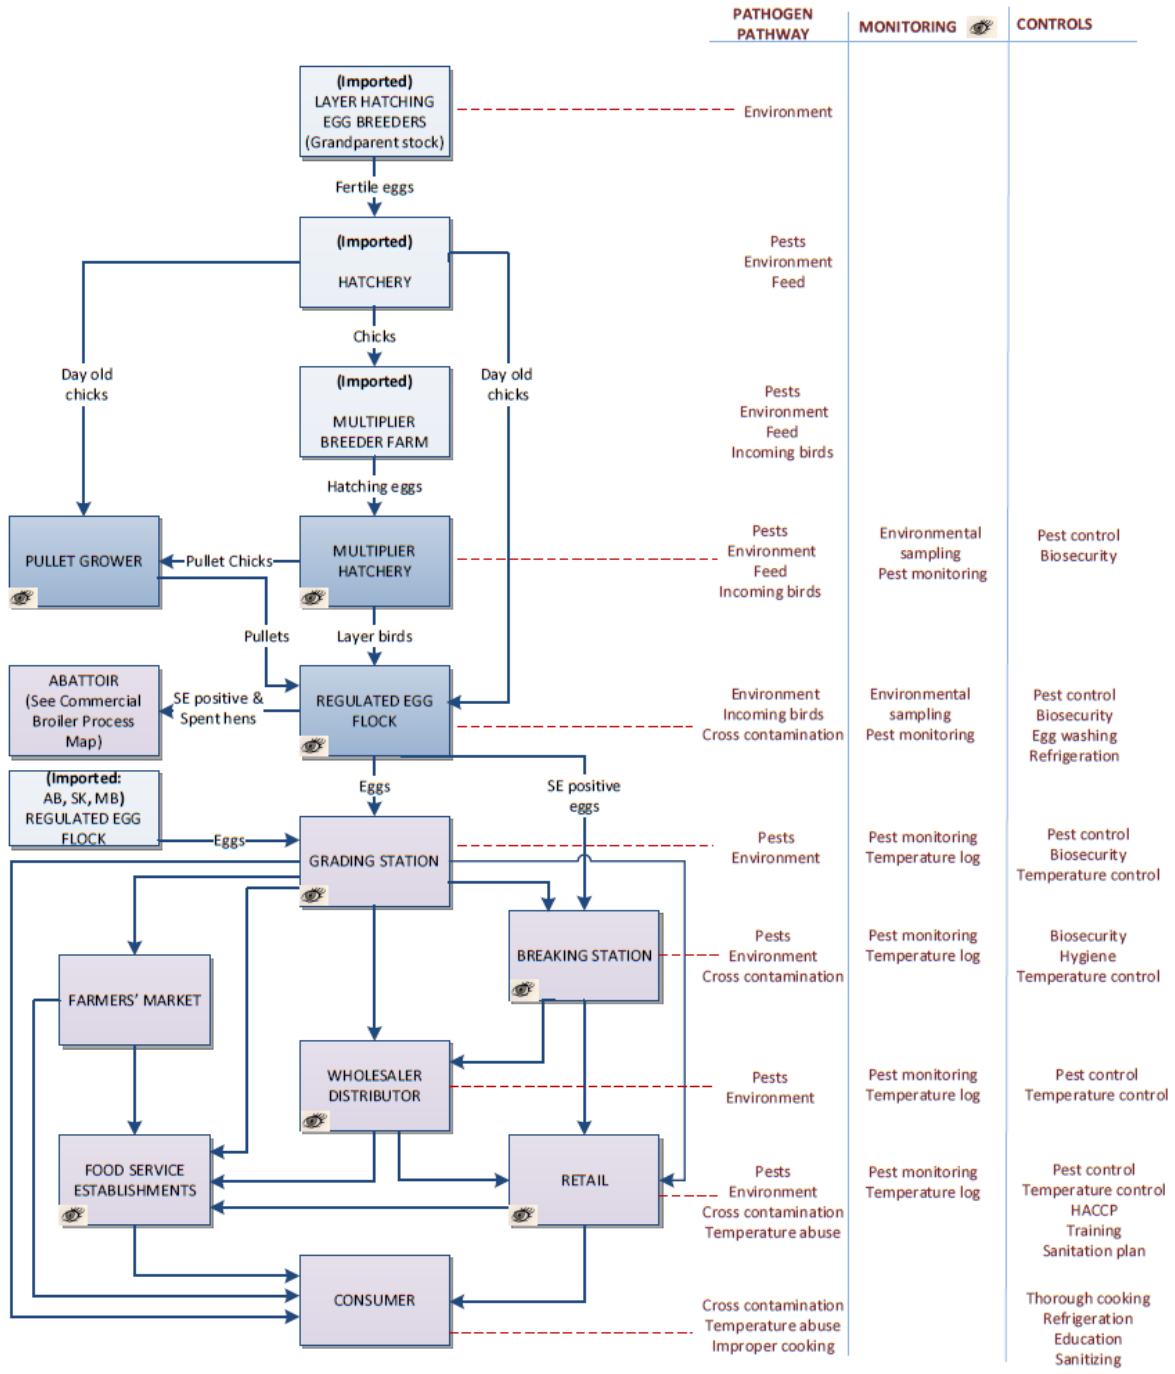 PATHOGEN
PATHWAY
MONITORING
CONTROLS
(Imported)
LAYER HATCHING
EGG BREEDERS
(Grandparent stock)
Environment
Fertile eggs
(Imported)
HATCHERY
Pests
Environment
Feed
Chicks
Day old
chicks
Day old
chicks
(Imported)
MULTIPLIER
BREEDER FARM
Pests
Environment
Feed
Incoming birds
Hatching eggs
PULLET GROWER
Pullet Chicks
MULTIPLIER
HATCHERY
Pests
Environment
Feed
Incoming birds
Environmental
sampling
Pest monitoring
Pest control
Biosecurity
Pullets
Layer birds
ABATTOIR
(See Commercial
Broiler Process
Map)
SE positive &
Spent hens
REGULATED EGG
FLOCK
Environment
Incoming birds
Cross contamination
Environmental
sampling
Pest monitoring
Pest control
Biosecurity
Egg washing
Refrigeration
(Imported:
AB, SK, MB)
REGULATED EGG
FLOCK
Eggs
Eggs
SE positive
eggs
GRADING STATION
Pests
Environment
Pest monitoring
Temperature log
Pest control
Biosecurity
Temperature control
BREAKING STATION
Pests
Environment
Cross contamination
Pest monitoring
Temperature log
Biosecurity
Hygiene
Temperature control
FARMERS' MARKET
WHOLESALER
DISTRIBUTOR
Pests
Environment
Pest monitoring
Temperature log
Pest control
Temperature control
FOOD SERVICE
ESTABLISHMENTS
RETAIL
Pests
Environment
Cross contamination
Temperature abuse
Pest monitoring
Temperature log
Pest control
Temperature control
HACCP
Training
Sanitation plan
CONSUMER
Cross contamination
Temperature abuse
Improper cooking
Thorough cooking
Refrigeration
Education
Sanitizing